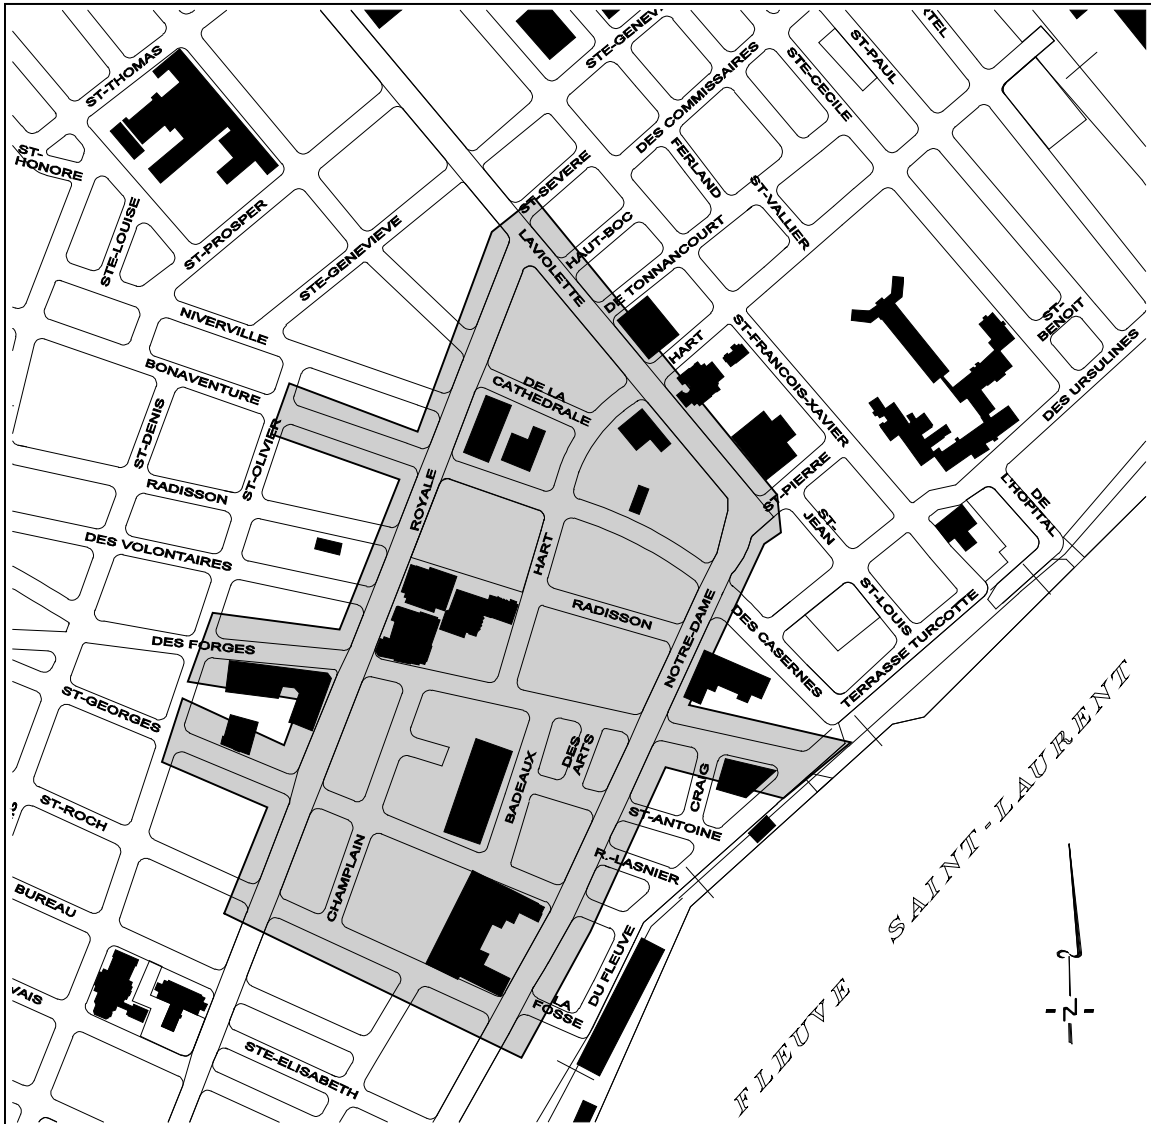 STE-GENEVI
RTEL
ST-PAUL
STE-CECILE
DES COMMISSAIRES
ST-THOMAS
ST-
HONORE
ST-SEVERE
FERLAND
ST-VALLIER
STE-LOUISE
ST-PROSPER
STE-GENEVIEVE
LAVIOLETTE
HAUT-BOC
DE TONNANCOURT
NIVERVILLE
HART
ST-FRANCOIS-XAVIER
ST-
BENOIT
DES URSULINES
BONAVENTURE
DE LA
CATHEDRALE
ST-DENIS
ST-OLIVIER
RADISSON
ROYALE
ST-PIERRE
ST-
JEAN
DE
L'HOPITAL
DES VOLONTAIRES
HART
RADISSON
NOTRE-DAME
DES CASERNES
ST-LOUIS
TERRASSE TURCOTTE
DES FORGES
ST-GEORGES
DES
ARTS
BADEAUX
CRAIG
ST-ANTOINE
ST-ROCH
CHAMPLAIN
R.-LASNIER
BUREAU
VAIS
LA
FOSSE
DU FLEUVE
STE-ELISABETH
FLEUVE SAINT-LAURENT
N